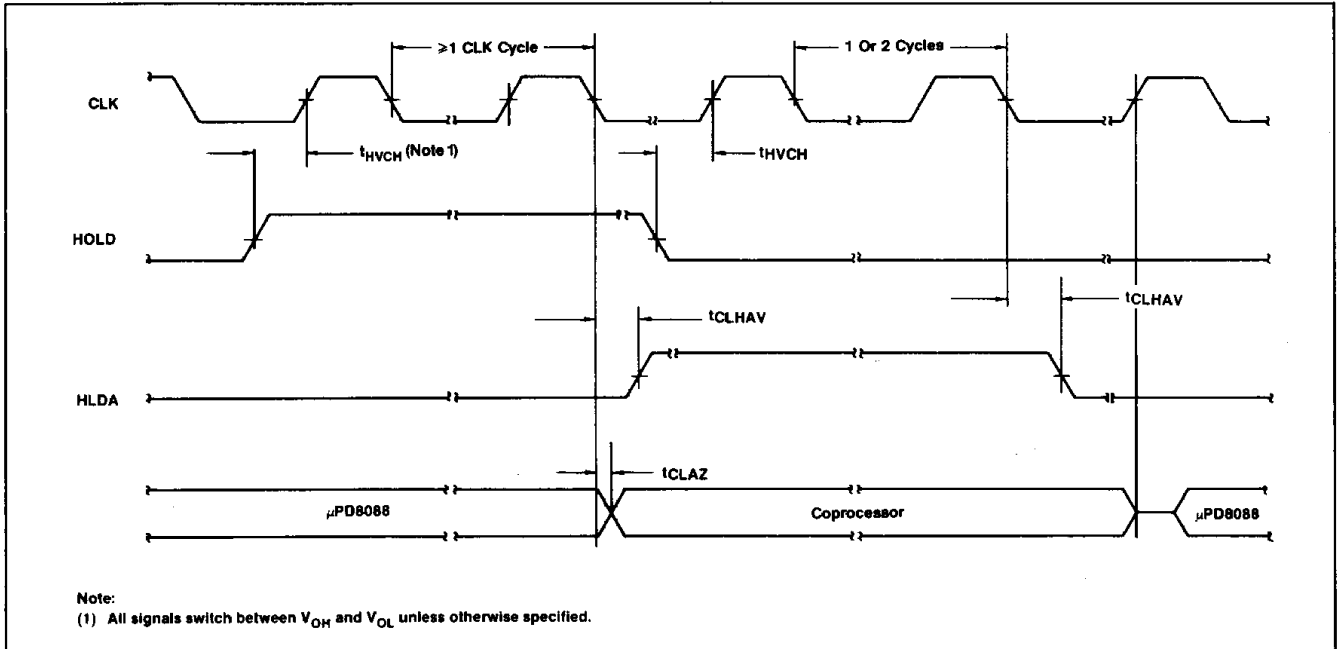 ≥1 CLK Cycle
1 Or 2 Cycles
CLK
tHVCH (Note 1)
tHVCH
HOLD
tCLHAV
tCLHAV
HLDA
tCLAZ
μPD8088
Coprocessor
μPD8088
Note:
(1) All signals switch between VOH and VOL unless otherwise specified.